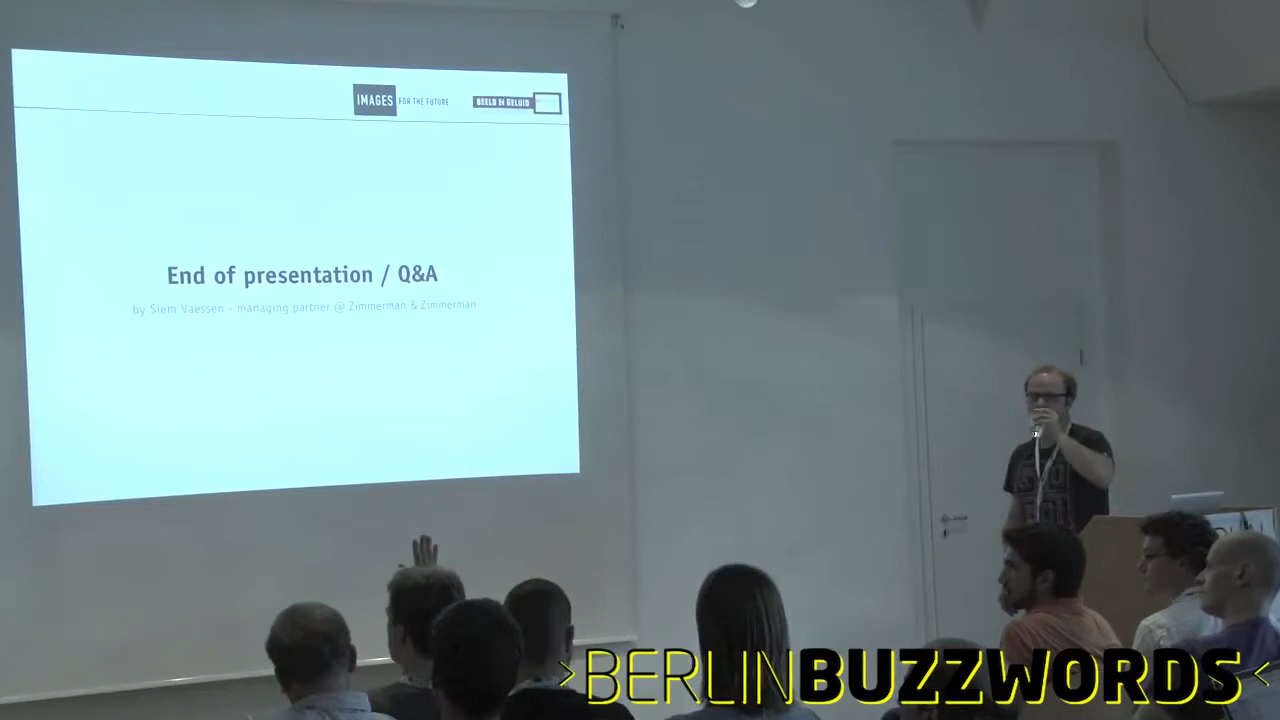 IMAGES FOR THE FUTURE
BEELD EN GELUID
End of presentation / Q&A
by Siem Vaessen - managing partner @ Zimmerman & Zimmerman
>BERLINBUZZWORDS<